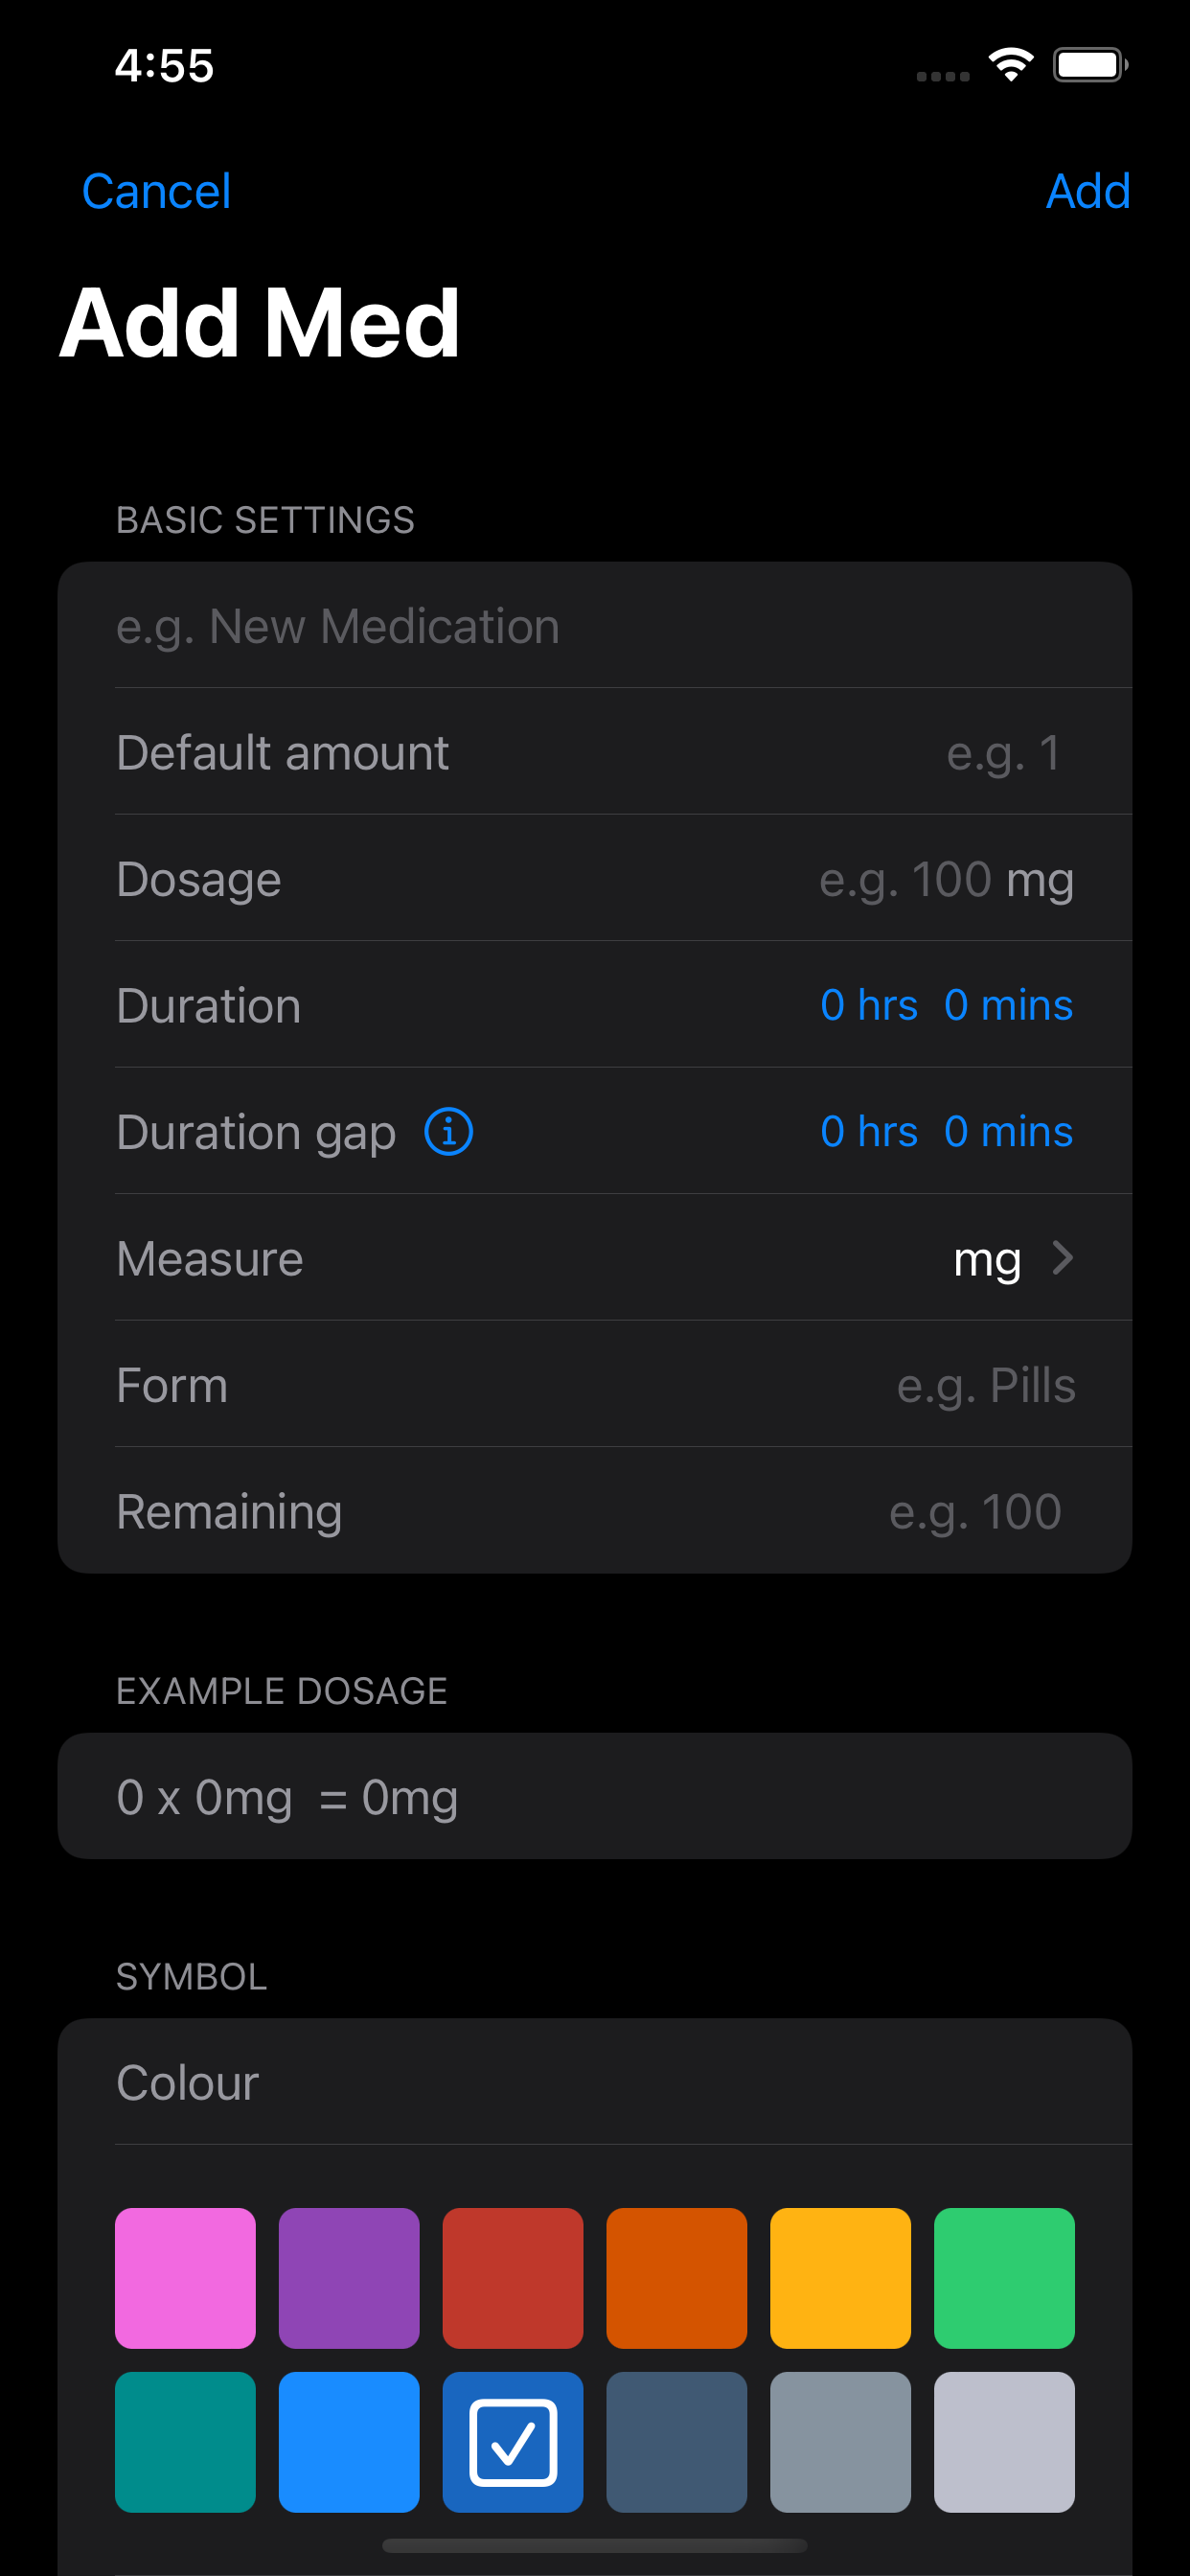 4:55
Cancel Add
Add Med
BASIC SETTINGS
e.g. New Medication
Default amount e.g. 1
Dosage e.g. 100 mg
Duration 0 hrs 0 mins
Duration gap 0 hrs 0 mins
Measure mg
Form e.g. Pills
Remaining e.g. 100
EXAMPLE DOSAGE
0 x 0mg = 0mg
SYMBOL
Colour